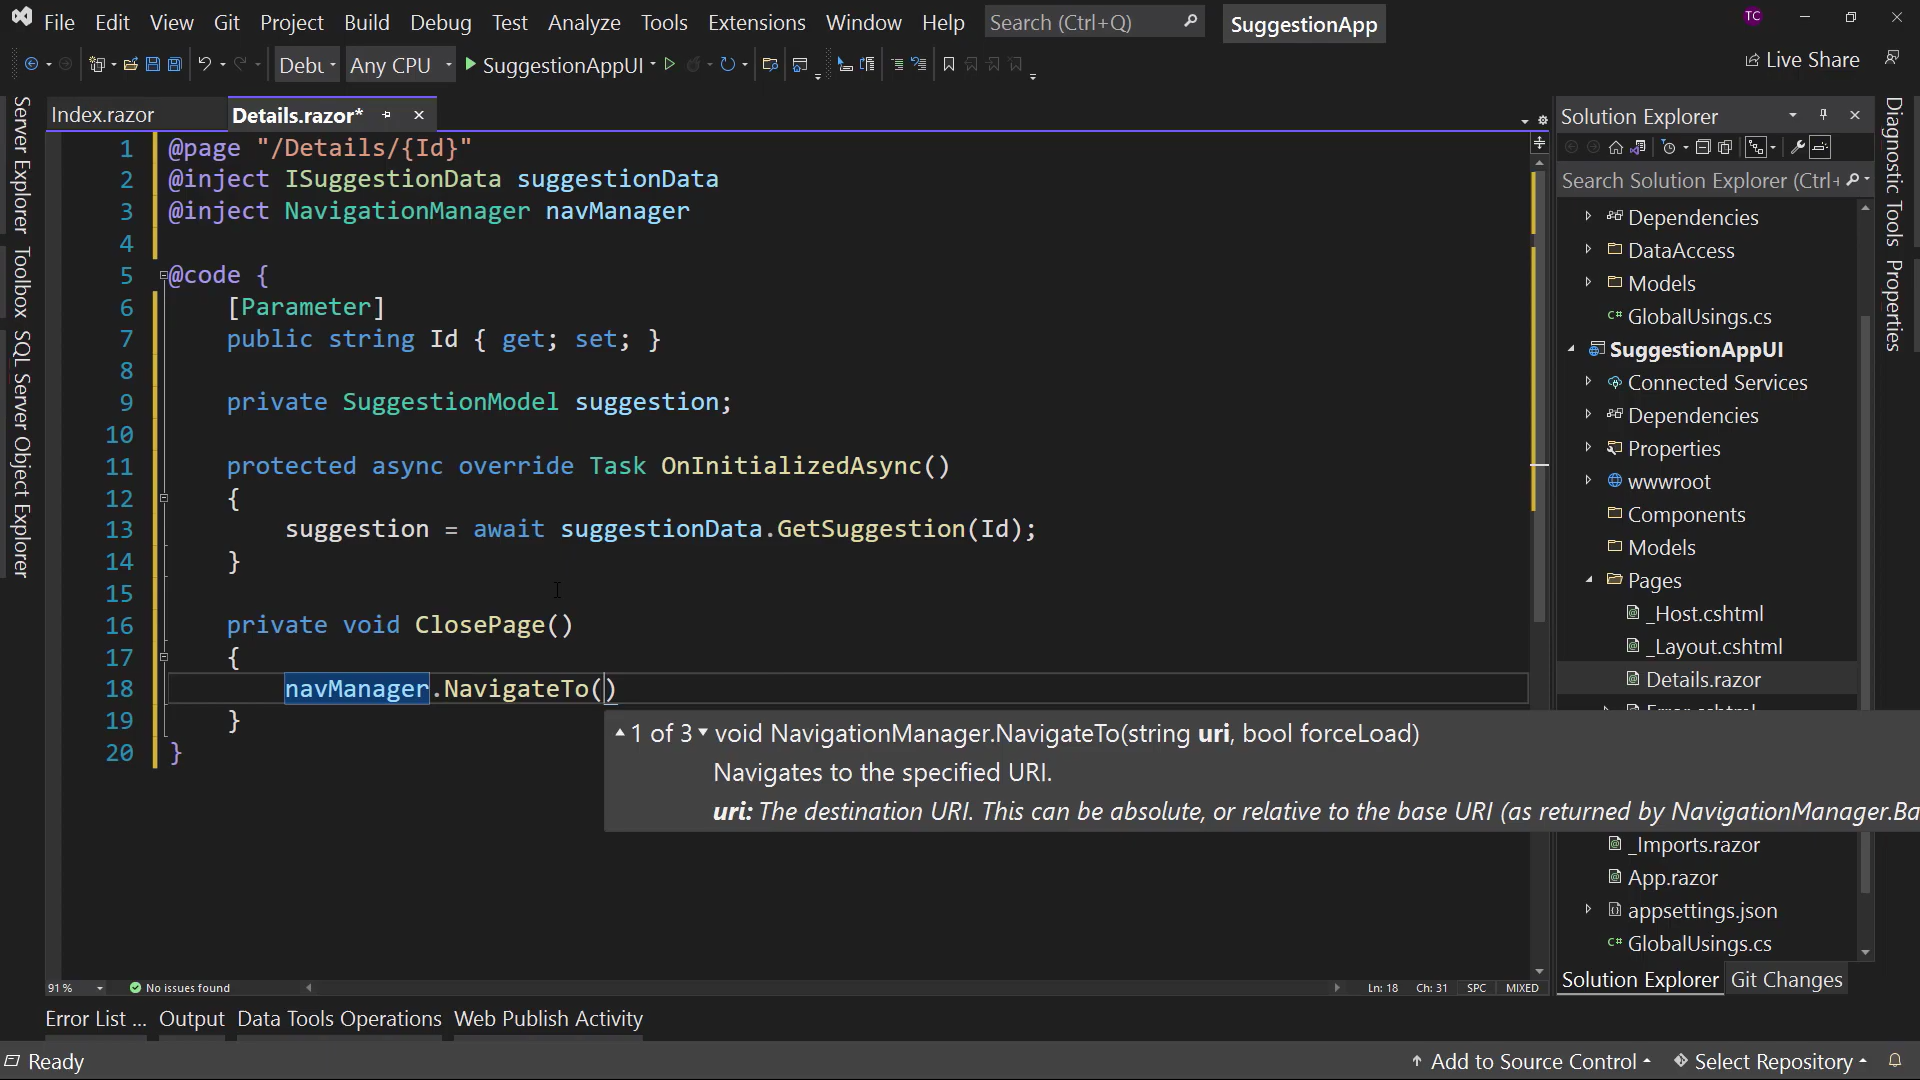 File Edit View Git Project Build Debug Test Analyze Tools Extensions Window Help Search (Ctrl+Q) SuggestionApp TC
Debu Any CPU SuggestionAppUI Live Share
Index.razor Details.razor*
Server Explorer
Toolbox
SQL Server Object Explorer
1 @page "/Details/{Id}"
2 @inject ISuggestionData suggestionData
3 @inject NavigationManager navManager
4
5 @code {
6 [Parameter]
7 public string Id { get; set; }
8
9 private SuggestionModel suggestion;
10
11 protected async override Task OnInitializedAsync()
12 {
13 suggestion = await suggestionData.GetSuggestion(Id);
14 }
15
16 private void ClosePage()
17 {
18 navManager.NavigateTo()
19 }
20 }
1 of 3 void NavigationManager.NavigateTo(string uri, bool forceLoad)
Navigates to the specified URI.
uri: The destination URI. This can be absolute, or relative to the base URI (as returned by NavigationManager.Ba
91 % No issues found Ln: 18 Ch: 31 SPC MIXED
Solution Explorer
Search Solution Explorer (Ctrl+
Dependencies
DataAccess
Models
C# GlobalUsings.cs
SuggestionAppUI
Connected Services
Dependencies
Properties
wwwroot
Components
Models
Pages
_Host.cshtml
_Layout.cshtml
Details.razor
Error.cshtml
_Imports.razor
App.razor
appsettings.json
C# GlobalUsings.cs
Solution Explorer Git Changes
Diagnostic Tools
Properties
Error List ... Output Data Tools Operations Web Publish Activity
Ready Add to Source Control Select Repository